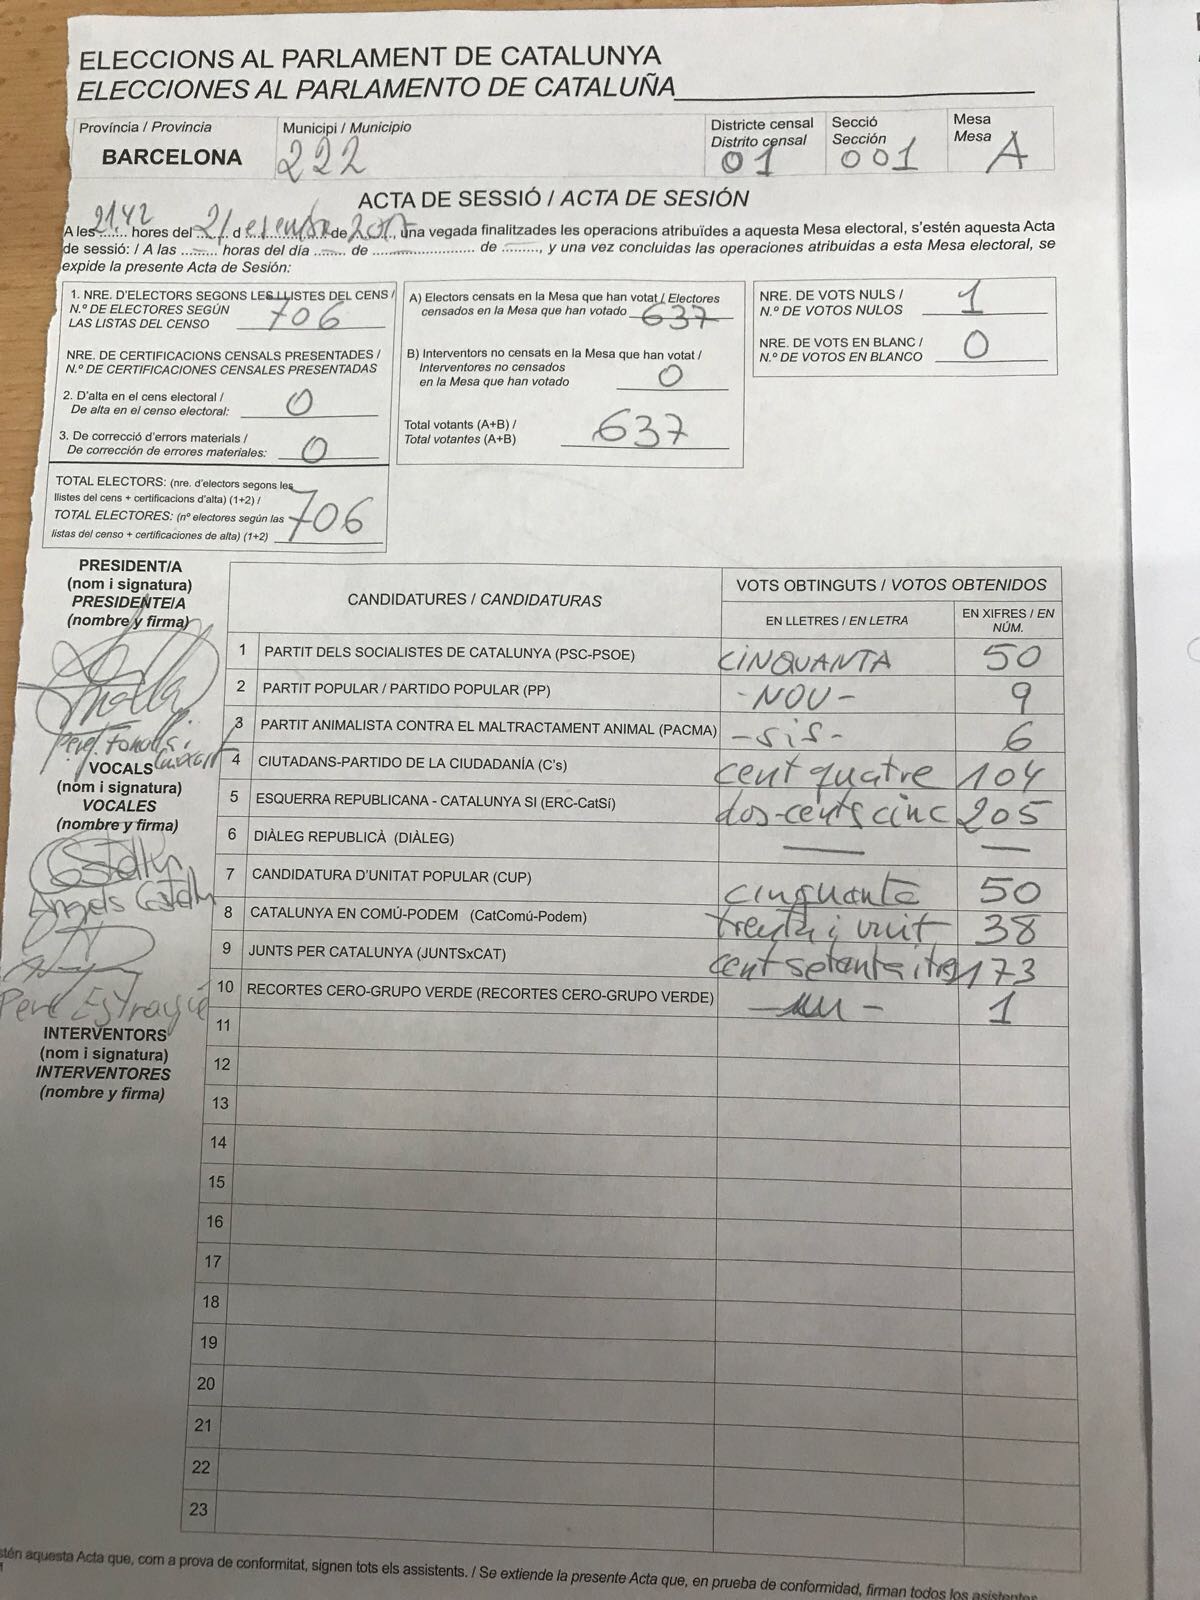 ELECCIONS AL PARLAMENT DE CATALUNYA
ELECCIONES AL PARLAMENTO DE CATALUÑA
Província / Provincia
BARCELONA
Municipi / Municipio
222
Districte censal
Distrito censal
01
Secció
Sección
001
Mesa
Mesa
A
ACTA DE SESSIÓ / ACTA DE SESIÓN
A les 2142 hores del 21 d de 2017, una vegada finalitzades les operacions atribuïdes a aquesta Mesa electoral, s'estén aquesta Acta
de sessió: / A las ........ horas del día ....... de ........................ de ........., y una vez concluidas las operaciones atribuidas a esta Mesa electoral, se
expide la presente Acta de Sesión:
1. NRE. D'ELECTORS SEGONS LES LLISTES DEL CENS /
N.º DE ELECTORES SEGÚN
LAS LISTAS DEL CENSO 706
NRE. DE CERTIFICACIONS CENSALS PRESENTADES /
N.º DE CERTIFICACIONES CENSALES PRESENTADAS
2. D'alta en el cens electoral /
De alta en el censo electoral: 0
3. De correcció d'errors materials /
De corrección de errores materiales: 0
TOTAL ELECTORS: (nre. d'electors segons les
llistes del cens + certificacions d'alta) (1+2) /
TOTAL ELECTORES: (nº electores según las
listas del censo + certificaciones de alta) (1+2) 706
A) Electors censats en la Mesa que han votat / Electores
censados en la Mesa que han votado 637
B) Interventors no censats en la Mesa que han votat /
Interventores no censados
en la Mesa que han votado 0
Total votants (A+B) /
Total votantes (A+B) 637
NRE. DE VOTS NULS /
N.º DE VOTOS NULOS 1
NRE. DE VOTS EN BLANC /
N.º DE VOTOS EN BLANCO 0
PRESIDENT/A
(nom i signatura)
PRESIDENTE/A
(nombre y firma)
VOCALS
(nom i signatura)
VOCALES
(nombre y firma)
Àngels
Pere
INTERVENTORS
(nom i signatura)
INTERVENTORES
(nombre y firma)
CANDIDATURES / CANDIDATURAS
VOTS OBTINGUTS / VOTOS OBTENIDOS
EN LLETRES / EN LETRA
EN XIFRES / EN
NÚM.
1 PARTIT DELS SOCIALISTES DE CATALUNYA (PSC-PSOE) CINQUANTA 50
2 PARTIT POPULAR / PARTIDO POPULAR (PP) -NOU- 9
3 PARTIT ANIMALISTA CONTRA EL MALTRACTAMENT ANIMAL (PACMA) -sis- 6
4 CIUTADANS-PARTIDO DE LA CIUDADANÍA (C's) cent quatre 104
5 ESQUERRA REPUBLICANA - CATALUNYA SI (ERC-CatSí) dos-cents cinc 205
6 DIÀLEG REPUBLICÀ (DIÀLEG) — —
7 CANDIDATURA D'UNITAT POPULAR (CUP) cinquanta 50
8 CATALUNYA EN COMÚ-PODEM (CatComú-Podem) trenta i vuit 38
9 JUNTS PER CATALUNYA (JUNTSxCAT) cent setanta i tres 173
10 RECORTES CERO-GRUPO VERDE (RECORTES CERO-GRUPO VERDE) -un- 1
11
12
13
14
15
16
17
18
19
20
21
22
23
aquesta Acta que, com a prova de conformitat, signen tots els assistents. / Se extiende la presente Acta que, en prueba de conformidad, firman todos los asistentes